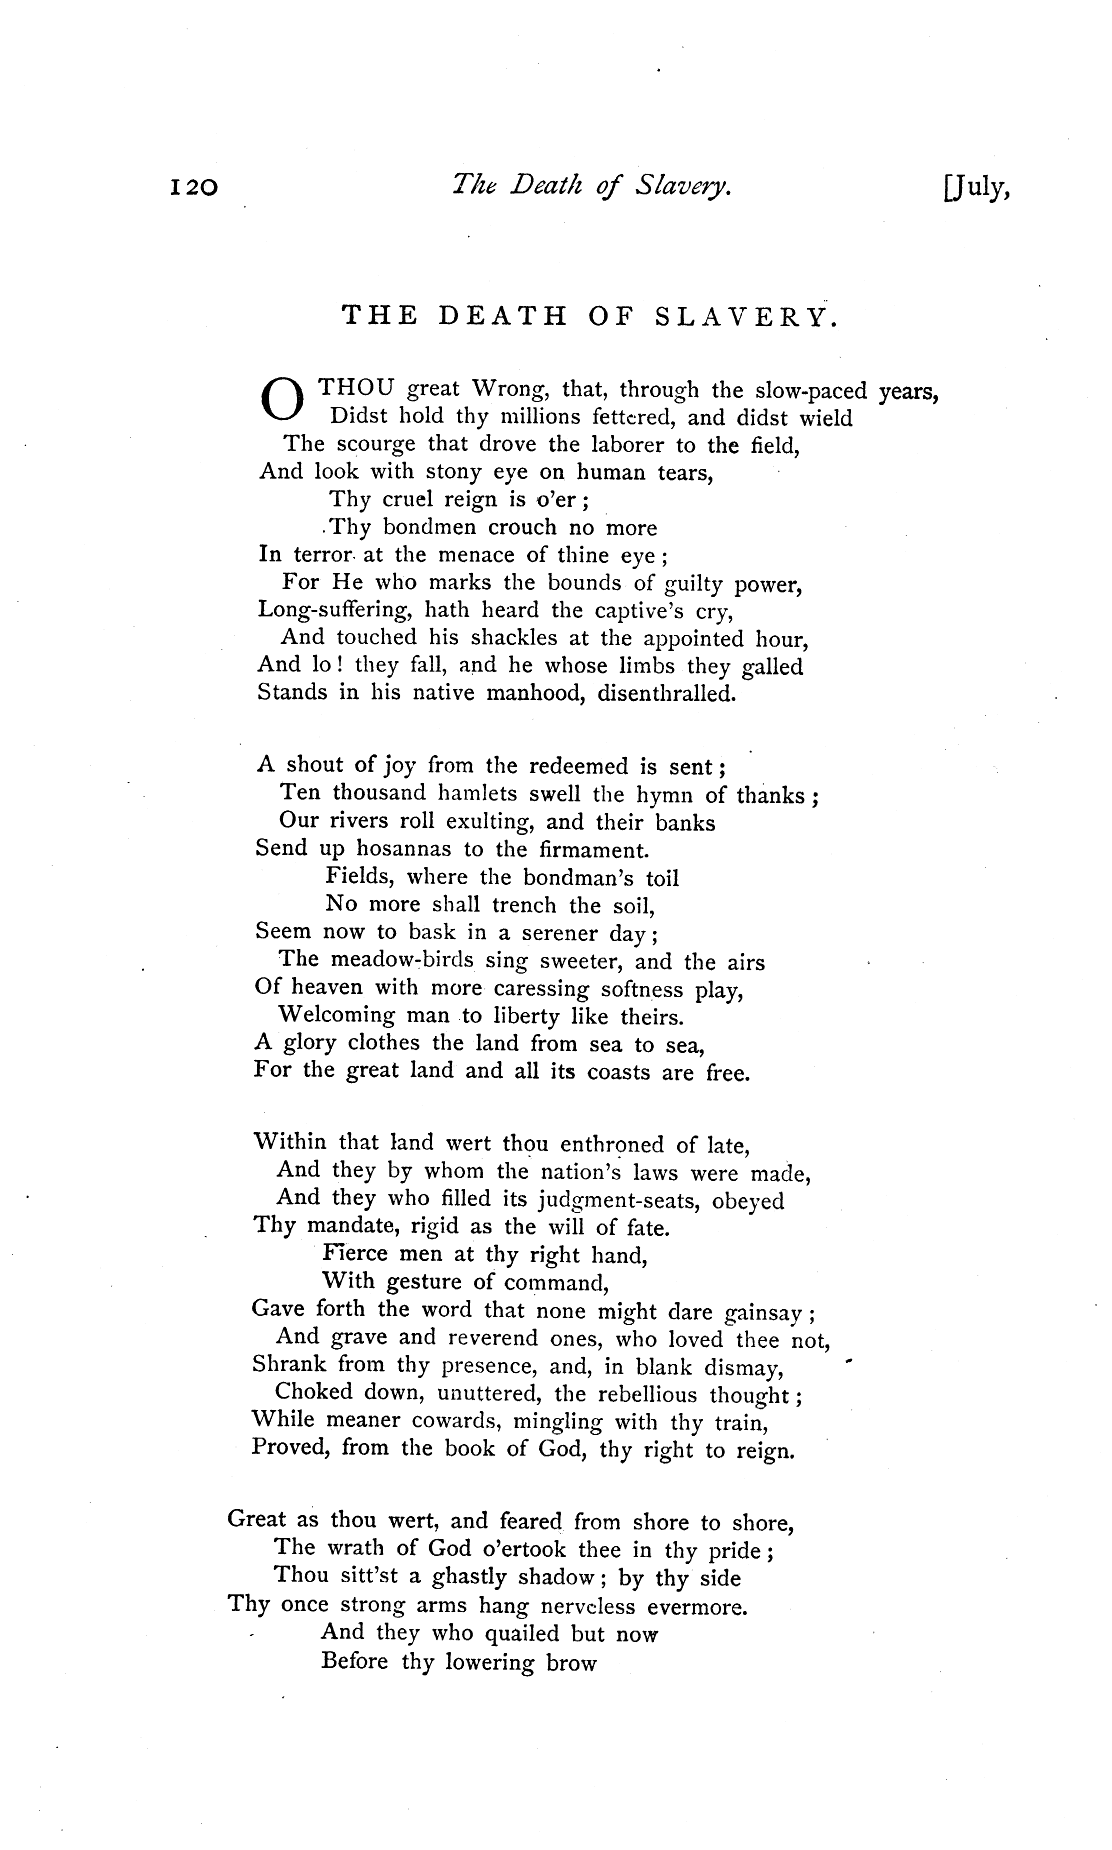 120 The Death of Slavery. [July,
THE DEATH OF SLAVERY.
O THOU great Wrong, that, through the slow-paced years,
Didst hold thy millions fettered, and didst wield
The scourge that drove the laborer to the field,
And look with stony eye on human tears,
Thy cruel reign is o'er ;
Thy bondmen crouch no more
In terror at the menace of thine eye ;
For He who marks the bounds of guilty power,
Long-suffering, hath heard the captive's cry,
And touched his shackles at the appointed hour,
And lo ! they fall, and he whose limbs they galled
Stands in his native manhood, disenthralled.
A shout of joy from the redeemed is sent ;
Ten thousand hamlets swell the hymn of thanks ;
Our rivers roll exulting, and their banks
Send up hosannas to the firmament.
Fields, where the bondman's toil
No more shall trench the soil,
Seem now to bask in a serener day ;
The meadow-birds sing sweeter, and the airs
Of heaven with more caressing softness play,
Welcoming man to liberty like theirs.
A glory clothes the land from sea to sea,
For the great land and all its coasts are free.
Within that land wert thou enthroned of late,
And they by whom the nation's laws were made,
And they who filled its judgment-seats, obeyed
Thy mandate, rigid as the will of fate.
Fierce men at thy right hand,
With gesture of command,
Gave forth the word that none might dare gainsay ;
And grave and reverend ones, who loved thee not,
Shrank from thy presence, and, in blank dismay,
Choked down, unuttered, the rebellious thought ;
While meaner cowards, mingling with thy train,
Proved, from the book of God, thy right to reign.
Great as thou wert, and feared from shore to shore,
The wrath of God o'ertook thee in thy pride ;
Thou sitt'st a ghastly shadow ; by thy side
Thy once strong arms hang nerveless evermore.
And they who quailed but now
Before thy lowering brow